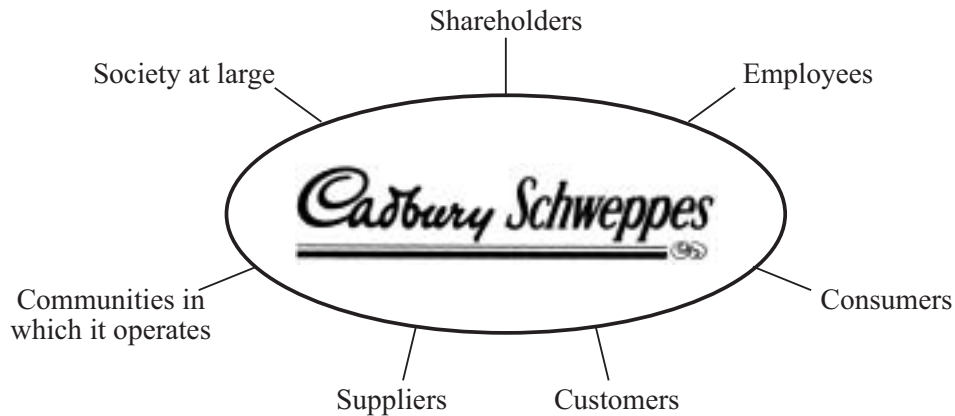 Shareholders
Society at large
Employees
Cadbury Schweppes
Communities in
which it operates
Consumers
Suppliers
Customers